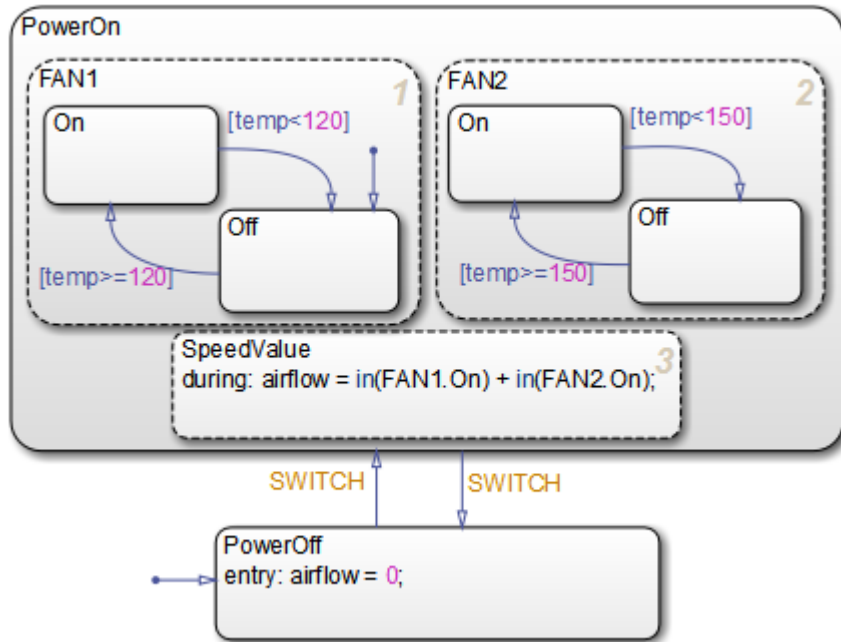 PowerOn
FAN1
1
On
[temp<120]
Off
[temp>=120]
FAN2
2
On
[temp<150]
Off
[temp>=150]
SpeedValue
3
during: airflow = in(FAN1.On) + in(FAN2.On);
SWITCH
SWITCH
PowerOff
entry: airflow = 0;